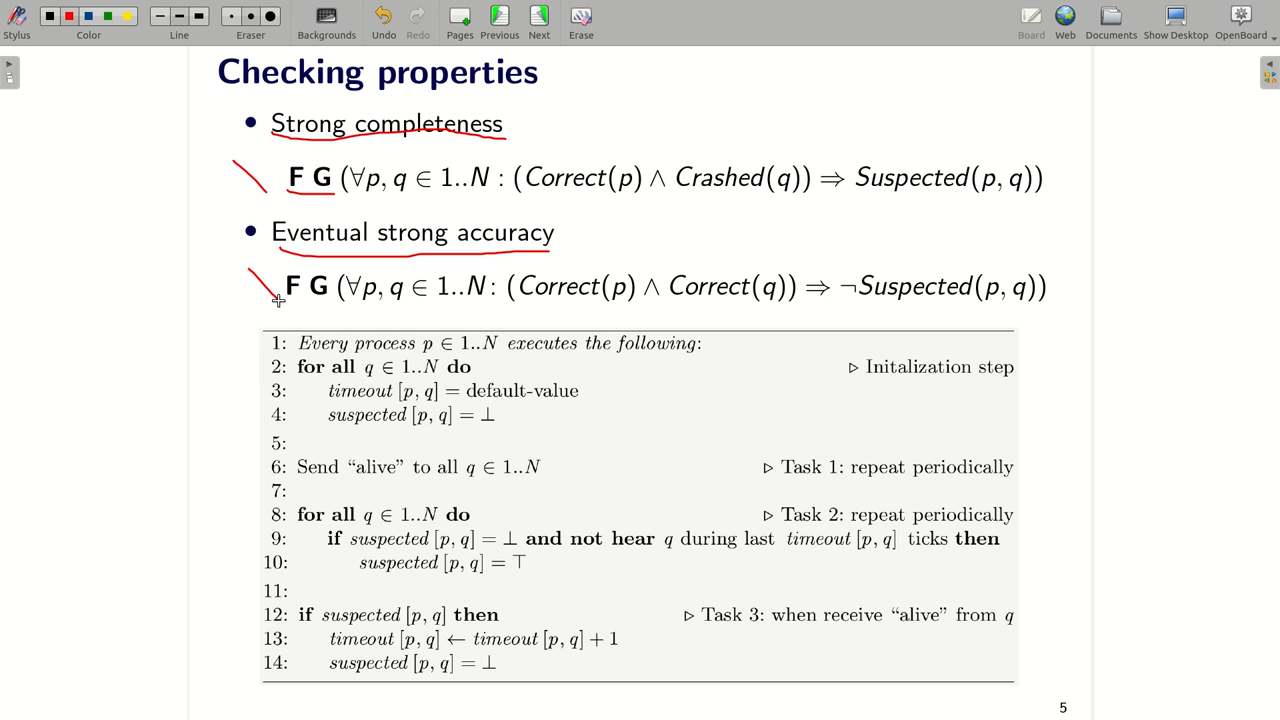 Stylus Color Line Eraser Backgrounds Undo Redo Pages Previous Next Erase Board Web Documents Show Desktop OpenBoard
Checking properties
• Strong completeness
F G (∀p, q ∈ 1..N : (Correct(p) ∧ Crashed(q)) ⇒ Suspected(p, q))
• Eventual strong accuracy
F G (∀p, q ∈ 1..N: (Correct(p) ∧ Correct(q)) ⇒ ¬Suspected(p, q))
1: Every process p ∈ 1..N executes the following:
2: for all q ∈ 1..N do ▷ Initalization step
3: timeout [p, q] = default-value
4: suspected [p, q] = ⊥
5:
6: Send “alive” to all q ∈ 1..N ▷ Task 1: repeat periodically
7:
8: for all q ∈ 1..N do ▷ Task 2: repeat periodically
9: if suspected [p, q] = ⊥ and not hear q during last timeout [p, q] ticks then
10: suspected [p, q] = ⊤
11:
12: if suspected [p, q] then ▷ Task 3: when receive “alive” from q
13: timeout [p, q] ← timeout [p, q] + 1
14: suspected [p, q] = ⊥
5